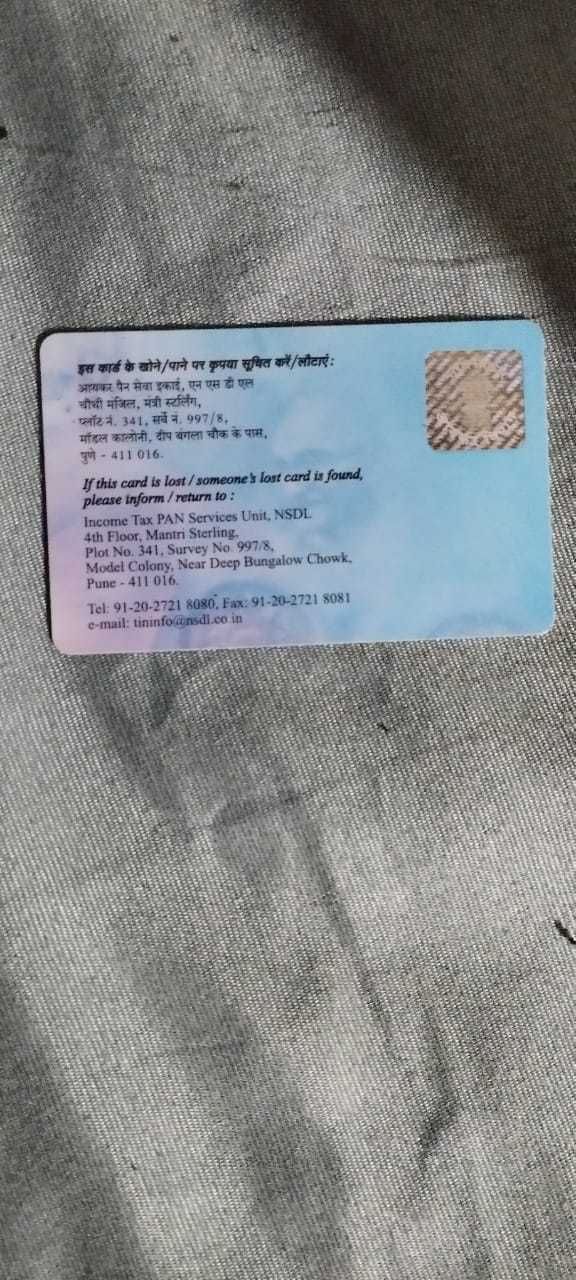 इस कार्ड के खोने/पाने पर कृपया सूचित करें/लौटाएं:
आयकर पैन सेवा इकाई, एन एस डी एल
चौथी मंजिल, मंत्री स्टर्लिंग,
प्लॉट नं. 341, सर्वे नं. 997/8,
मॉडल कालोनी, दीप बंगला चौक के पास,
पुणे - 411 016.
If this card is lost / someone's lost card is found,
please inform / return to :
Income Tax PAN Services Unit, NSDL
4th Floor, Mantri Sterling,
Plot No. 341, Survey No. 997/8,
Model Colony, Near Deep Bungalow Chowk,
Pune - 411 016.
Tel: 91-20-2721 8080, Fax: 91-20-2721 8081
e-mail: tininfo@nsdl.co.in